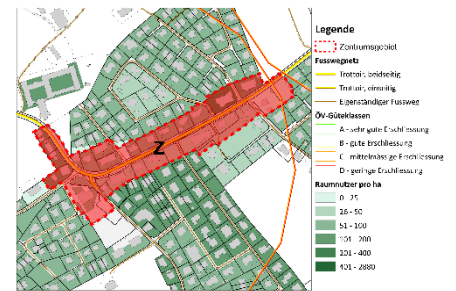 Z
Legende
Zentrumsgebiet
Fusswegnetz
Trottoir, beidseitig
Trottoir, einseitig
Eigenständiger Fussweg
ÖV-Güteklassen
A - sehr gute Erschliessung
B - gute Erschliessung
C - mittelmässige Erschliessung
D - geringe Erschliessung
Raumnutzer pro ha
0 - 25
26 - 50
51 - 100
101 - 200
201 - 400
401 - 2880